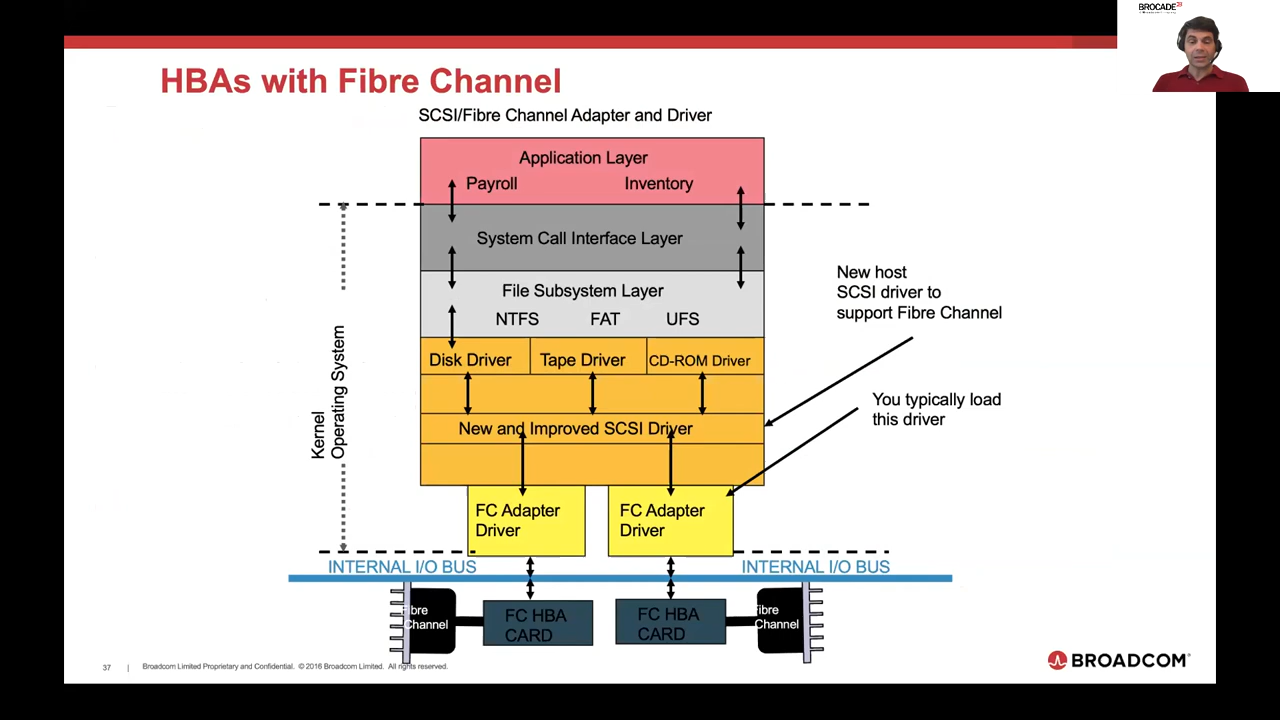 BROCADE
HBAs with Fibre Channel
SCSI/Fibre Channel Adapter and Driver
Application Layer
Payroll Inventory
System Call Interface Layer
File Subsystem Layer
NTFS FAT UFS
Disk Driver Tape Driver CD-ROM Driver
New and Improved SCSI Driver
FC Adapter
Driver
FC Adapter
Driver
Kernel
Operating System
New host
SCSI driver to
support Fibre Channel
You typically load
this driver
INTERNAL I/O BUS INTERNAL I/O BUS
Fibre
Channel
FC HBA
CARD
FC HBA
CARD
Fibre
Channel
37 | Broadcom Limited Proprietary and Confidential. © 2016 Broadcom Limited. All rights reserved.
BROADCOM®